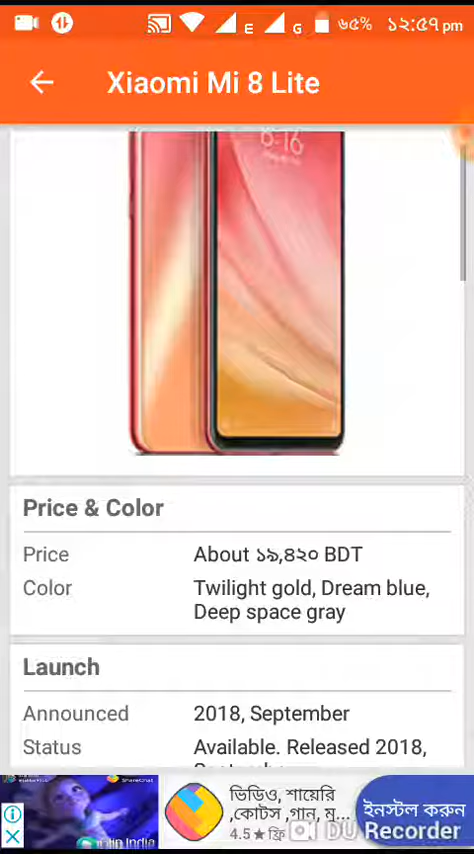 ৬৫% ১২:৫৭ pm
Xiaomi Mi 8 Lite
8:16
Price & Color
Price About ১৯,৪২০ BDT
Color Twilight gold, Dream blue,
Deep space gray
Launch
Announced 2018, September
Status Available. Released 2018,
ভিডিও, শায়েরি
,কোটস ,গান, মু...
4.5★ফ্রি
ইনস্টল করুন
DU Recorder